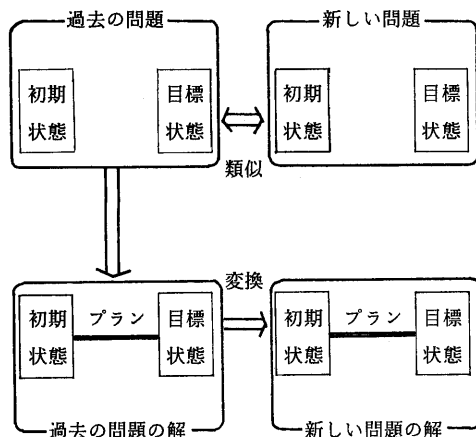 過去の問題
新しい問題
初期
状態
目標
状態
初期
状態
目標
状態
類似
変換
初期
状態
プラン
目標
状態
初期
状態
プラン
目標
状態
過去の問題の解
新しい問題の解